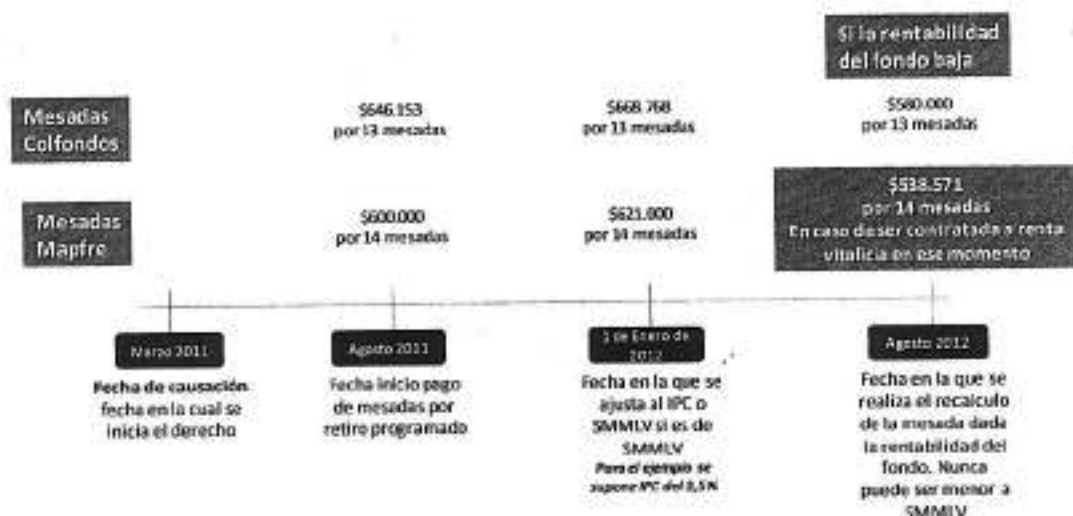 Si la rentabilidad
del fondo baja
Mesadas
Colfondos
$646.153
por 13 mesadas
$668.768
por 13 mesadas
$580.000
por 13 mesadas
Mesadas
Mapfre
$600.000
por 14 mesadas
$621.000
por 14 mesadas
$538.571
por 14 mesadas
En caso de ser contratada a renta
vitalicia en ese momento
Marzo 2011
Fecha de causación
fecha en la cual se
inicia el derecho
Agosto 2011
Fecha inicio pago
de mesadas por
retiro programado
1 de Enero de
2012
Fecha en la que se
ajusta al IPC o
SMMLV si es de
SMMLV
Para el ejemplo se
supone IPC del 3,5%
Agosto 2012
Fecha en la que se
realiza el recalculo
de la mesada dada
la rentabilidad del
fondo. Nunca
puede ser menor a
SMMLV